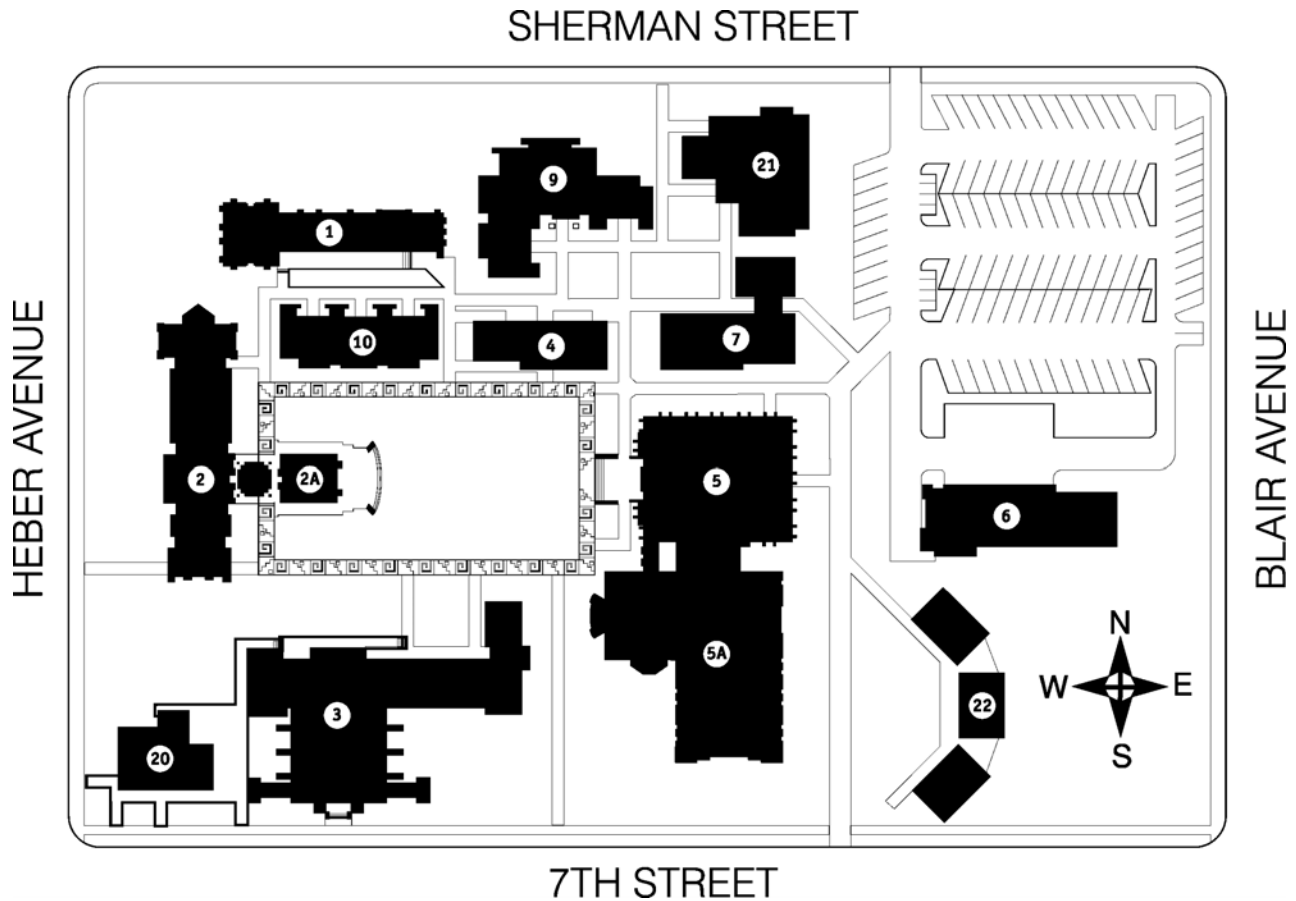 SHERMAN STREET
HEBER AVENUE
BLAIR AVENUE
21
9
1
7
10
4
2
2A
5
6
N
W
E
S
5A
22
3
20
7TH STREET